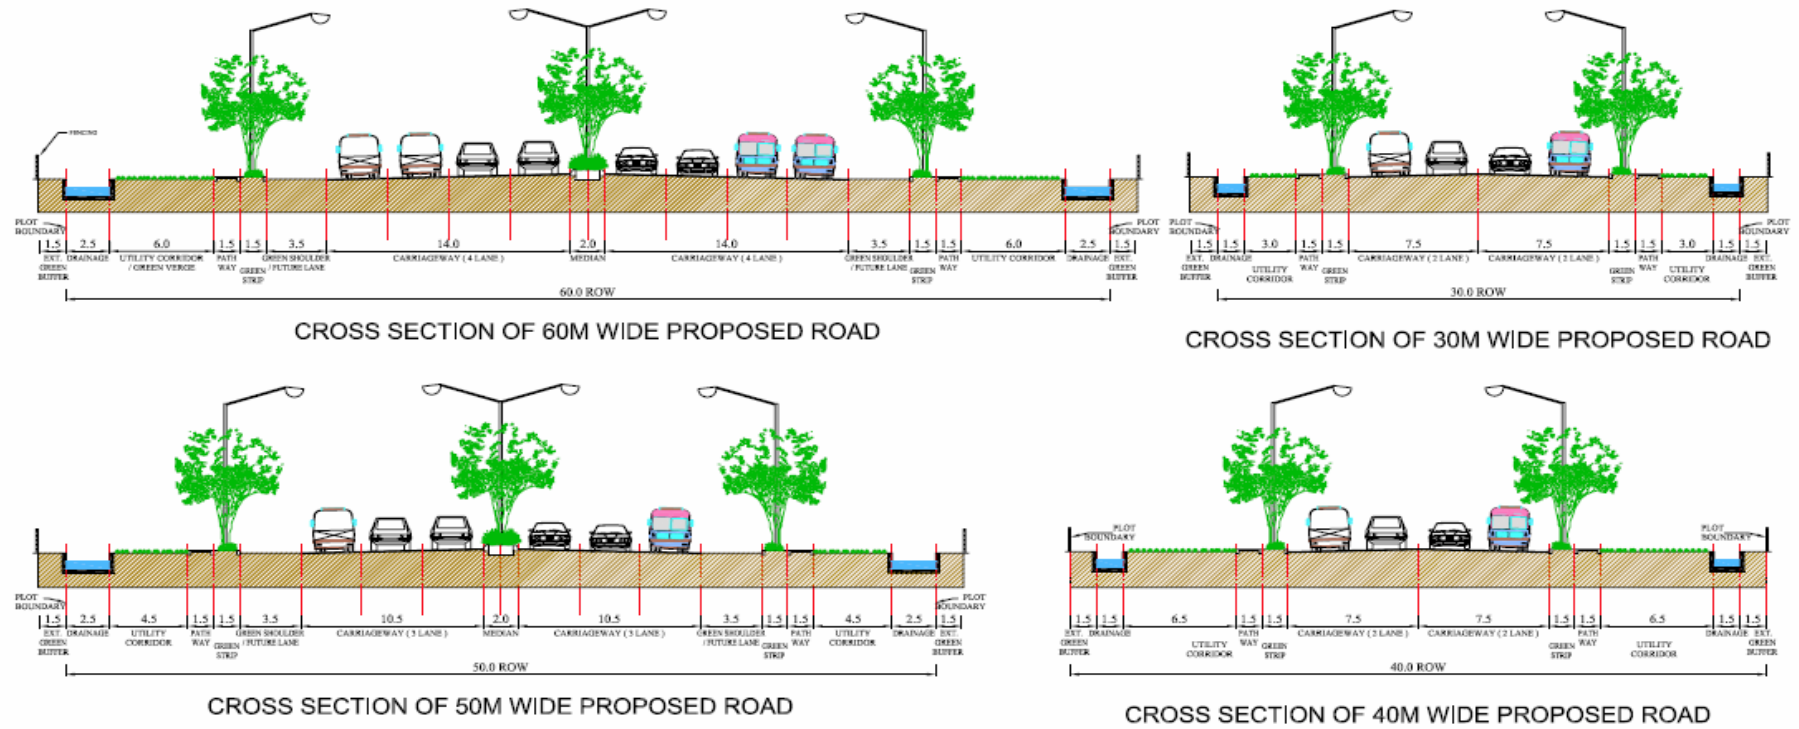 FENCING
PLOT
BOUNDARY
PLOT
BOUNDARY
1.5 2.5 6.0 1.5 1.5 3.5 14.0 2.0 14.0 3.5 1.5 1.5 6.0 2.5 1.5
EXT. GREEN BUFFER
DRAINAGE
UTILITY CORRIDOR / GREEN VERGE
PATH WAY
GREEN STRIP
GREEN SHOULDER / FUTURE LANE
CARRIAGEWAY ( 4 LANE )
MEDIAN
CARRIAGEWAY ( 4 LANE )
GREEN SHOULDER / FUTURE LANE
GREEN STRIP
PATH WAY
UTILITY CORRIDOR
DRAINAGE
EXT. GREEN BUFFER
60.0 ROW
CROSS SECTION OF 60M WIDE PROPOSED ROAD
PLOT
BOUNDARY
PLOT
BOUNDARY
1.5 1.5 3.0 1.5 1.5 7.5 7.5 1.5 1.5 3.0 1.5 1.5
EXT. GREEN BUFFER
DRAINAGE
UTILITY CORRIDOR
PATH WAY
GREEN STRIP
CARRIAGEWAY ( 2 LANE )
CARRIAGEWAY ( 2 LANE )
GREEN STRIP
PATH WAY
UTILITY CORRIDOR
DRAINAGE
EXT. GREEN BUFFER
30.0 ROW
CROSS SECTION OF 30M WIDE PROPOSED ROAD
PLOT
BOUNDARY
PLOT
BOUNDARY
1.5 2.5 4.5 1.5 1.5 3.5 10.5 2.0 10.5 3.5 1.5 1.5 4.5 2.5 1.5
EXT. GREEN BUFFER
DRAINAGE
UTILITY CORRIDOR
PATH WAY
GREEN STRIP
GREEN SHOULDER / FUTURE LANE
CARRIAGEWAY ( 3 LANE )
MEDIAN
CARRIAGEWAY ( 3 LANE )
GREEN SHOULDER / FUTURE LANE
GREEN STRIP
PATH WAY
UTILITY CORRIDOR
DRAINAGE
EXT. GREEN BUFFER
50.0 ROW
CROSS SECTION OF 50M WIDE PROPOSED ROAD
PLOT
BOUNDARY
PLOT
BOUNDARY
1.5 1.5 6.5 1.5 1.5 7.5 7.5 1.5 1.5 6.5 1.5 1.5
EXT. GREEN BUFFER
DRAINAGE
UTILITY CORRIDOR
PATH WAY
GREEN STRIP
CARRIAGEWAY ( 2 LANE )
CARRIAGEWAY ( 2 LANE )
GREEN STRIP
PATH WAY
UTILITY CORRIDOR
DRAINAGE
EXT. GREEN BUFFER
40.0 ROW
CROSS SECTION OF 40M WIDE PROPOSED ROAD